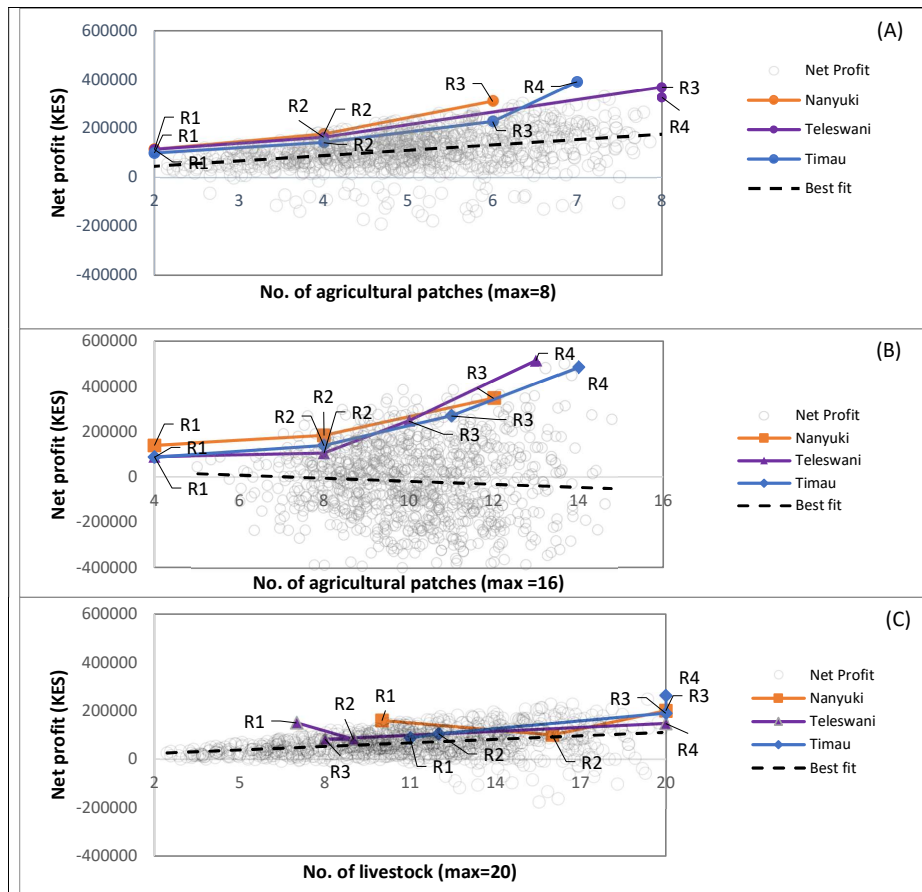 (A)
600000
400000
200000
0
-200000
-400000
Net profit (KES)
2
3
4
5
6
7
8
R1
R1
R1
R2
R2
R2
R3
R3
R4
R3
R4
No. of agricultural patches (max=8)
Net Profit
Nanyuki
Teleswani
Timau
Best fit
(B)
600000
400000
200000
0
-200000
-400000
Net profit (KES)
4
6
8
10
12
14
16
R1
R1
R1
R2
R2
R2
R3
R3
R3
R4
R4
No. of agricultural patches (max =16)
Net Profit
Nanyuki
Teleswani
Timau
Best fit
(C)
600000
400000
200000
0
-200000
-400000
Net profit (KES)
2
5
8
11
14
17
20
R1
R2
R1
R3
R1
R2
R2
R3
R4
R3
R4
No. of livestock (max=20)
Net Profit
Nanyuki
Teleswani
Timau
Best fit